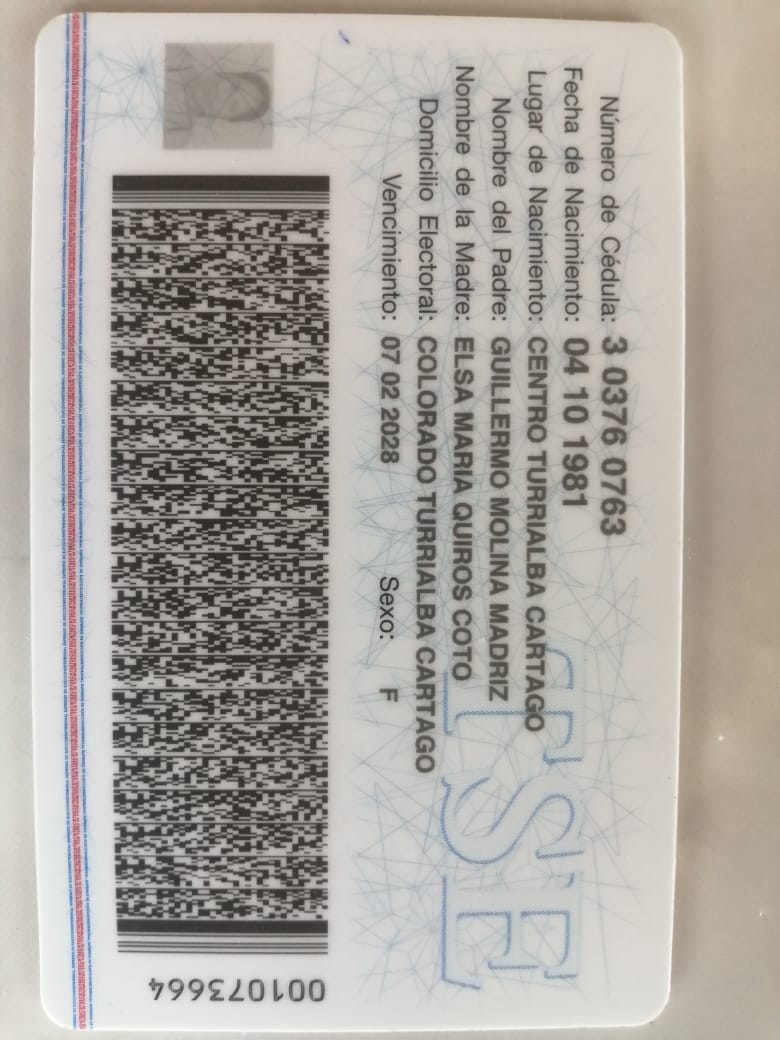 Número de Cédula: 3 0376 0763
Fecha de Nacimiento: 04 10 1981
Lugar de Nacimiento: CENTRO TURRIALBA CARTAGO
Nombre del Padre: GUILLERMO MOLINA MADRIZ
Nombre de la Madre: ELSA MARIA QUIROS COTO
Domicilio Electoral: COLORADO TURRIALBA CARTAGO
Vencimiento: 07 02 2028 Sexo: F
TSE
001073664